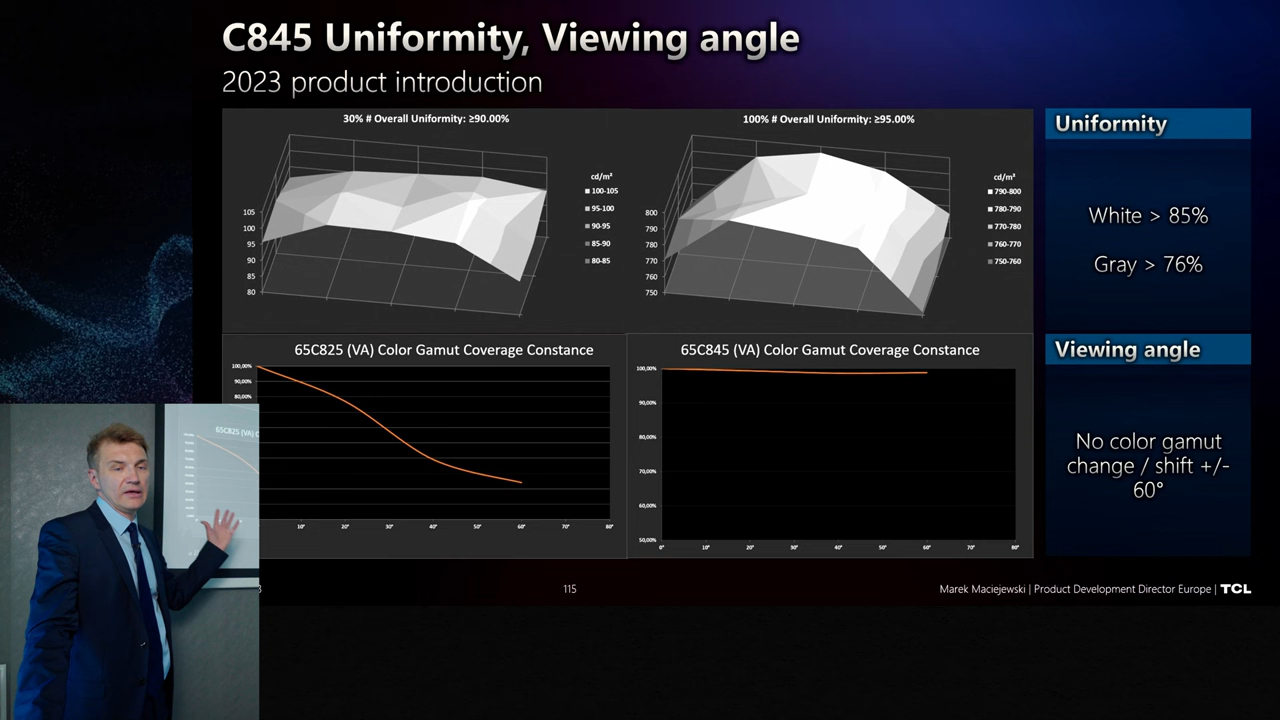 C845 Uniformity, Viewing angle
2023 product introduction
30% # Overall Uniformity: ≥90.00%
cd/m²
100-105
95-100
90-95
85-90
80-85
105
100
95
90
85
80
100% # Overall Uniformity: ≥95.00%
cd/m²
790-800
780-790
770-780
760-770
750-760
800
790
780
770
760
750
Uniformity
White > 85%
Gray > 76%
65C825 (VA) Color Gamut Coverage Constance
100,00%
90,00%
80,00%
10° 20° 30° 40° 50° 60° 70° 80°
65C845 (VA) Color Gamut Coverage Constance
100,00%
90,00%
80,00%
70,00%
60,00%
50,00%
0° 10° 20° 30° 40° 50° 60° 70° 80°
Viewing angle
No color gamut
change / shift +/-
60°
65C825 (VA) C
115
Marek Maciejewski | Product Development Director Europe | TCL